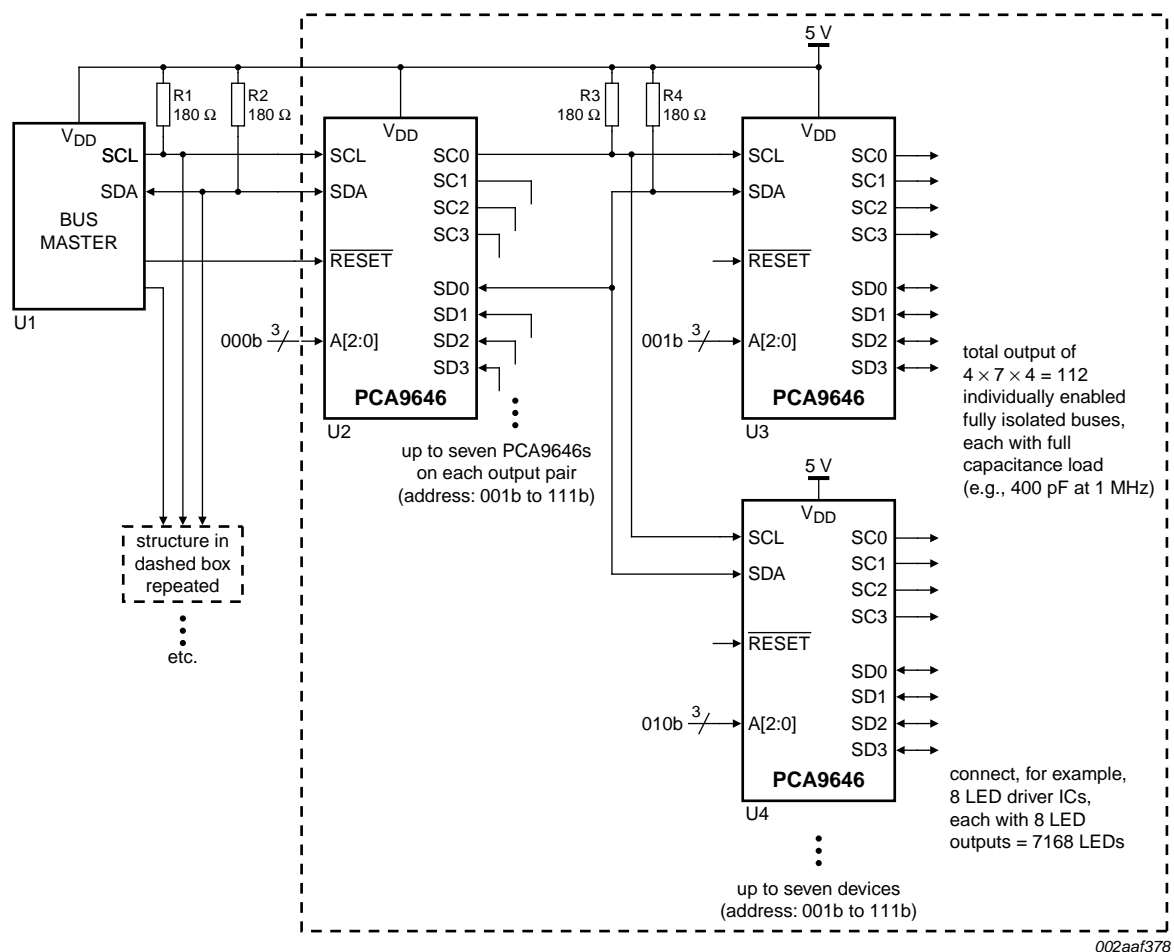 5 V
R1
180 Ω
R2
180 Ω
R3
180 Ω
R4
180 Ω
VDD
SCL
SDA
BUS
MASTER
U1
VDD
SCL
SDA
RESET
A[2:0]
SC0
SC1
SC2
SC3
SD0
SD1
SD2
SD3
PCA9646
U2
000b
3
up to seven PCA9646s
on each output pair
(address: 001b to 111b)
VDD
SCL
SDA
RESET
A[2:0]
SC0
SC1
SC2
SC3
SD0
SD1
SD2
SD3
PCA9646
U3
001b
3
total output of
4 × 7 × 4 = 112
individually enabled
fully isolated buses,
each with full
capacitance load
(e.g., 400 pF at 1 MHz)
5 V
VDD
SCL
SDA
RESET
A[2:0]
SC0
SC1
SC2
SC3
SD0
SD1
SD2
SD3
PCA9646
U4
010b
3
connect, for example,
8 LED driver ICs,
each with 8 LED
outputs = 7168 LEDs
structure in
dashed box
repeated
etc.
up to seven devices
(address: 001b to 111b)
002aaf378